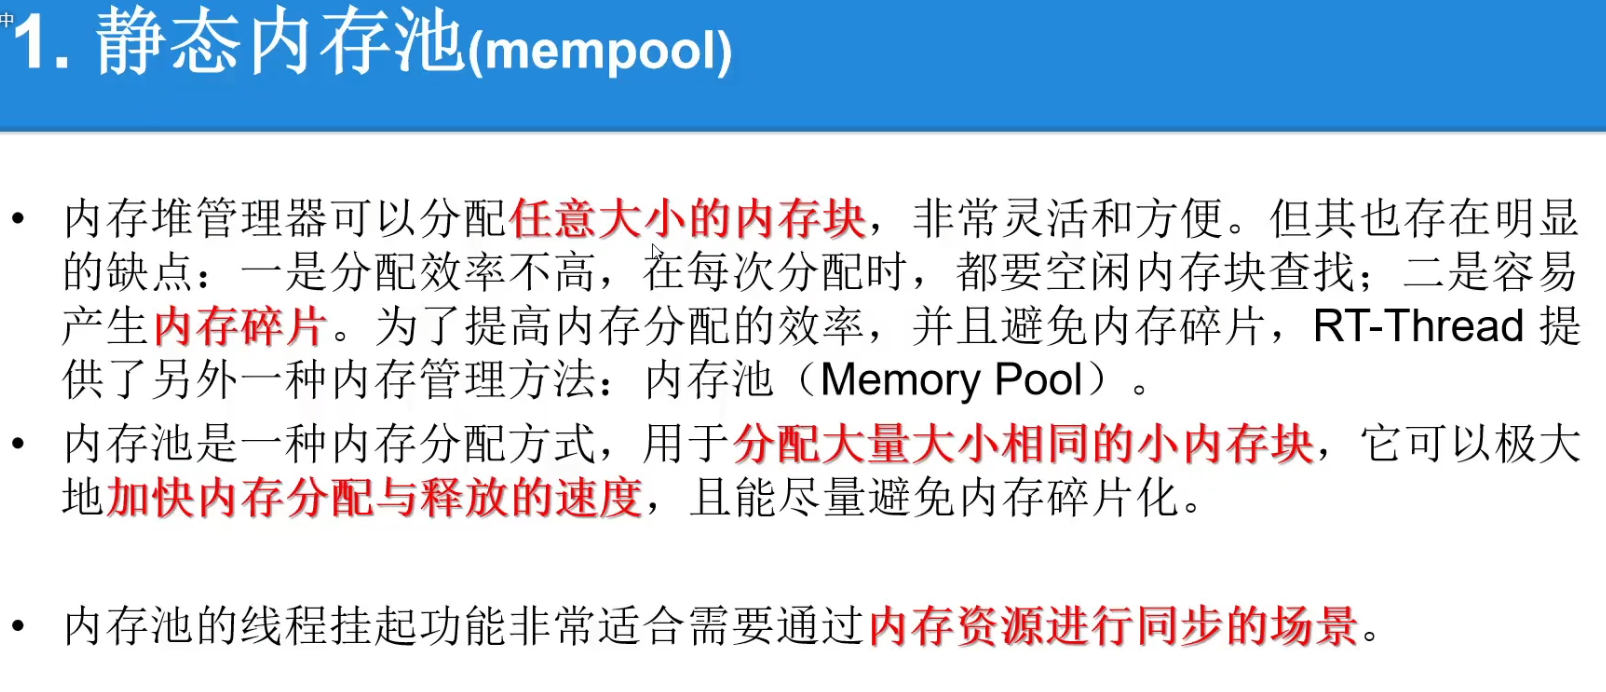 中
1. 静态内存池(mempool)
• 内存堆管理器可以分配任意大小的内存块，非常灵活和方便。但其也存在明显
的缺点：一是分配效率不高，在每次分配时，都要空闲内存块查找；二是容易
产生内存碎片。为了提高内存分配的效率，并且避免内存碎片，RT-Thread 提
供了另外一种内存管理方法：内存池（Memory Pool）。
• 内存池是一种内存分配方式，用于分配大量大小相同的小内存块，它可以极大
地加快内存分配与释放的速度，且能尽量避免内存碎片化。
• 内存池的线程挂起功能非常适合需要通过内存资源进行同步的场景。